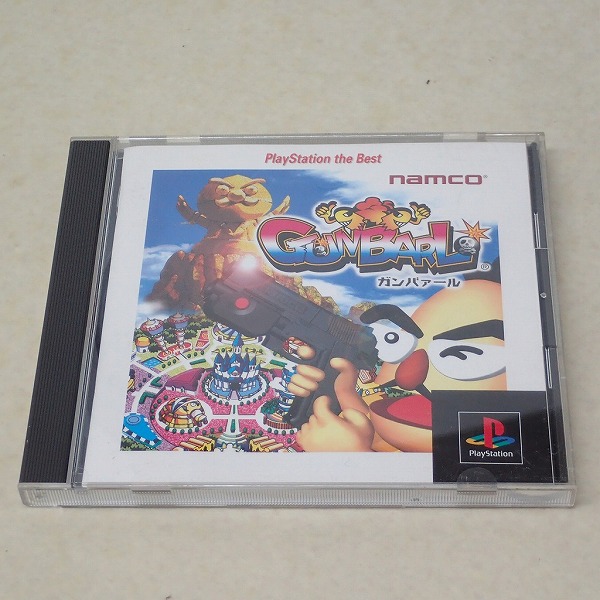 PlayStation the Best
namco®
GUNBARL®
ガンバァール
PlayStation